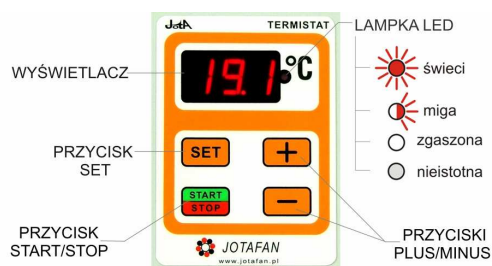 JotA TERMISTAT
LAMPKA LED
WYŚWIETLACZ
19.1 °C
świeci
miga
zgaszona
nieistotna
PRZYCISK
SET
SET
+
START
STOP
−
PRZYCISK
START/STOP
PRZYCISKI
PLUS/MINUS
JOTAFAN
www.jotafan.pl